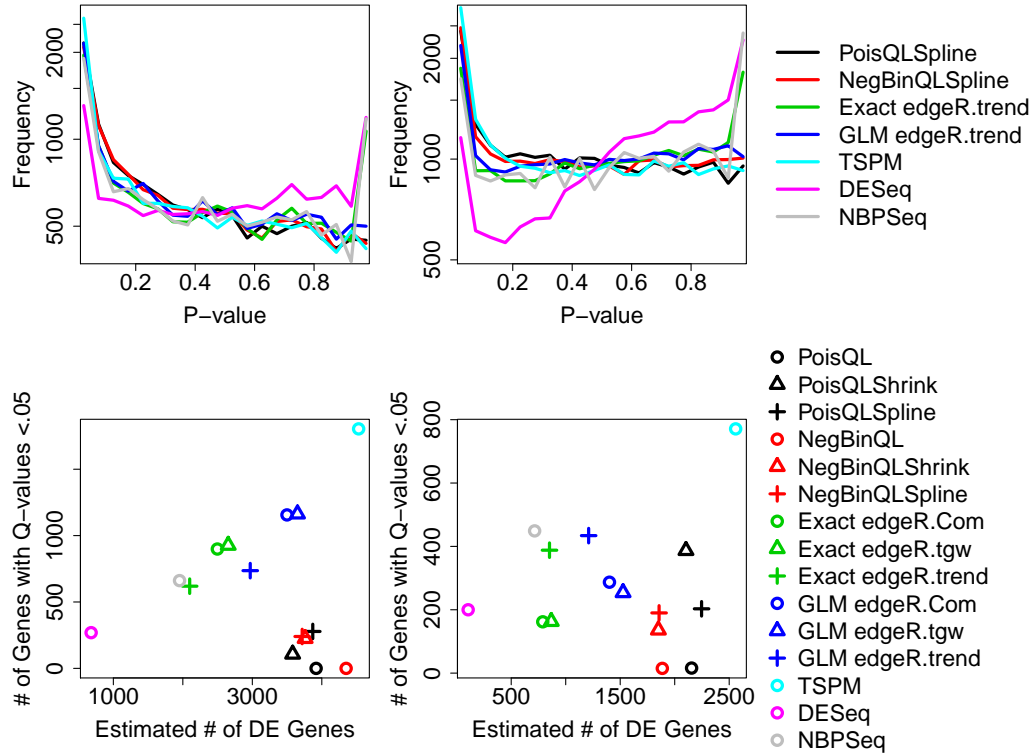 Frequency
500
1000
2000
0.2
0.4
0.6
0.8
P−value
Frequency
500
1000
2000
0.2
0.4
0.6
0.8
P−value
PoisQLSpline
NegBinQLSpline
Exact edgeR.trend
GLM edgeR.trend
TSPM
DESeq
NBPSeq
# of Genes with Q−values <.05
0
500
1000
1000
3000
Estimated # of DE Genes
# of Genes with Q−values <.05
0
200
400
600
800
500
1500
2500
Estimated # of DE Genes
PoisQL
PoisQLShrink
PoisQLSpline
NegBinQL
NegBinQLShrink
NegBinQLSpline
Exact edgeR.Com
Exact edgeR.tgw
Exact edgeR.trend
GLM edgeR.Com
GLM edgeR.tgw
GLM edgeR.trend
TSPM
DESeq
NBPSeq